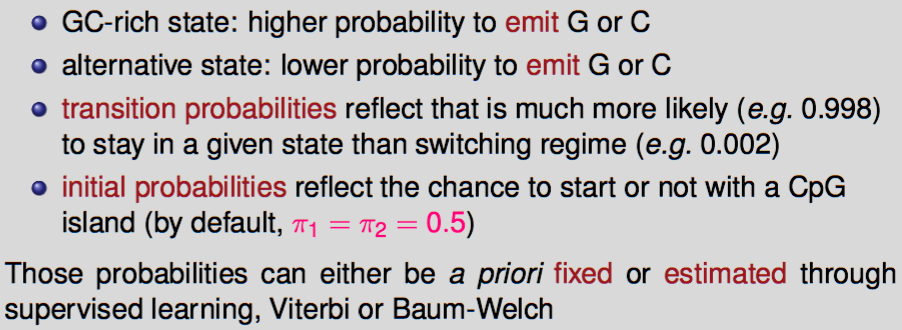 • GC-rich state: higher probability to emit G or C
• alternative state: lower probability to emit G or C
• transition probabilities reflect that is much more likely (e.g. 0.998)
to stay in a given state than switching regime (e.g. 0.002)
• initial probabilities reflect the chance to start or not with a CpG
island (by default, π₁ = π₂ = 0.5)
Those probabilities can either be a priori fixed or estimated through
supervised learning, Viterbi or Baum-Welch